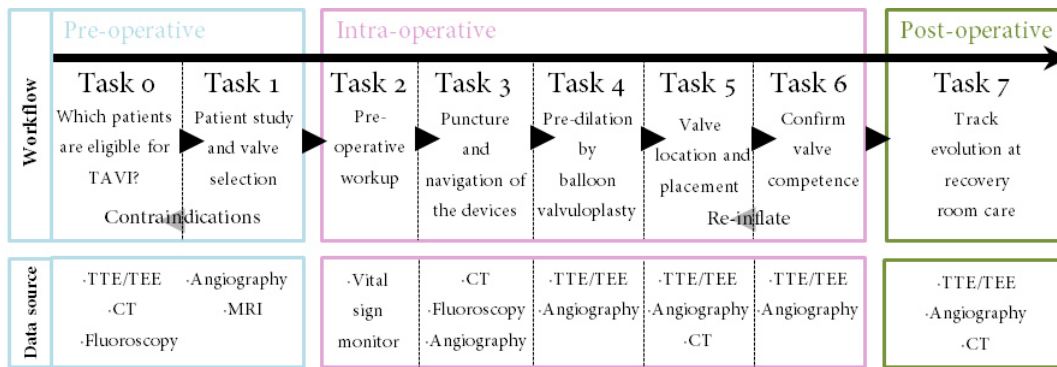 Pre-operative
Intra-operative
Post-operative
Workflow
Task 0
Which patients
are eligible for
TAVI?
Task 1
Patient study
and valve
selection
Contraindications
Task 2
Pre-
operative
workup
Task 3
Puncture
and
navigation of
the devices
Task 4
Pre-dilation
by
balloon
valvuloplasty
Task 5
Valve
location and
placement
Task 6
Confirm
valve
competence
Re-inflate
Task 7
Track
evolution at
recovery
room care
Data source
·TTE/TEE
·CT
·Fluoroscopy
·Angiography
·MRI
·Vital
sign
monitor
·CT
·Fluoroscopy
·Angiography
·TTE/TEE
·Angiography
·TTE/TEE
·Angiography
·CT
·TTE/TEE
·Angiography
·TTE/TEE
·Angiography
·CT